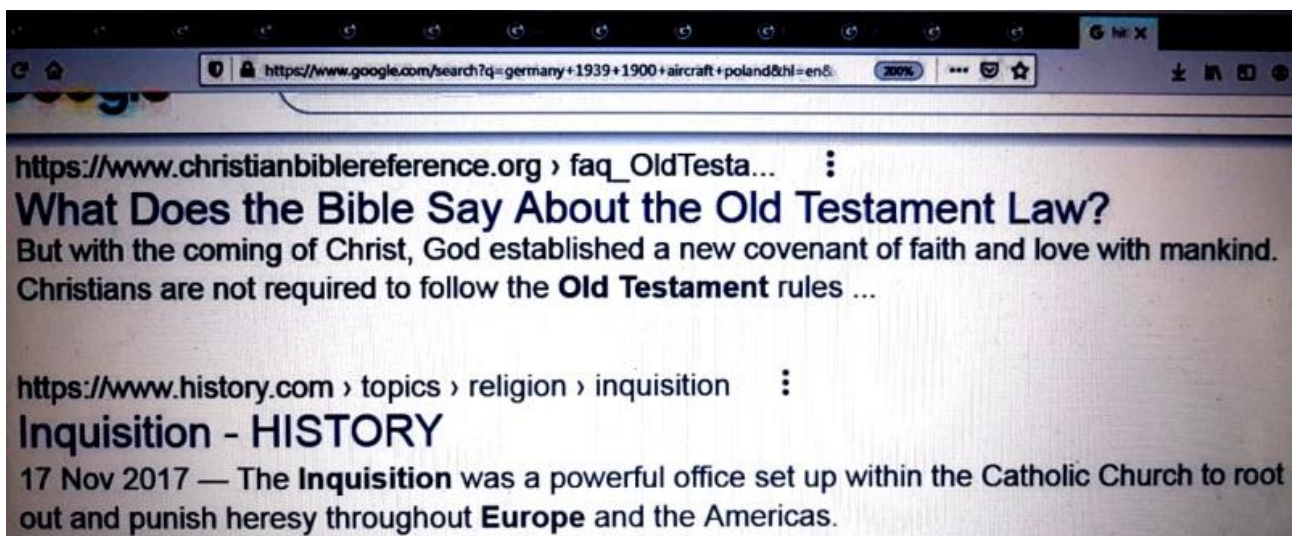 G hit X
https://www.google.com/search?q=germany+1939+1900+aircraft+poland&hl=en&
200%
https://www.christianbiblereference.org › faq_OldTesta...
What Does the Bible Say About the Old Testament Law?
But with the coming of Christ, God established a new covenant of faith and love with mankind.
Christians are not required to follow the Old Testament rules ...
https://www.history.com › topics › religion › inquisition
Inquisition - HISTORY
17 Nov 2017 — The Inquisition was a powerful office set up within the Catholic Church to root
out and punish heresy throughout Europe and the Americas.